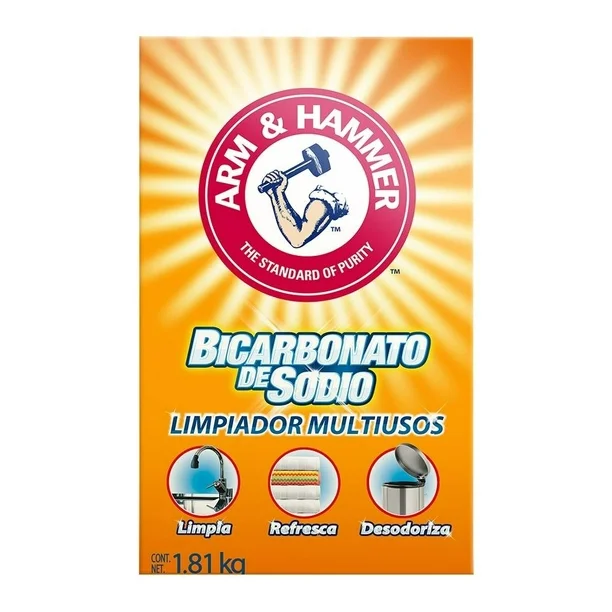 ARM & HAMMER
TM
THE STANDARD OF PURITY
TM
BICARBONATO
DE SODIO
LIMPIADOR MULTIUSOS
Limpia
Refresca
Desodoriza
CONT.
NET. 1.81 kg